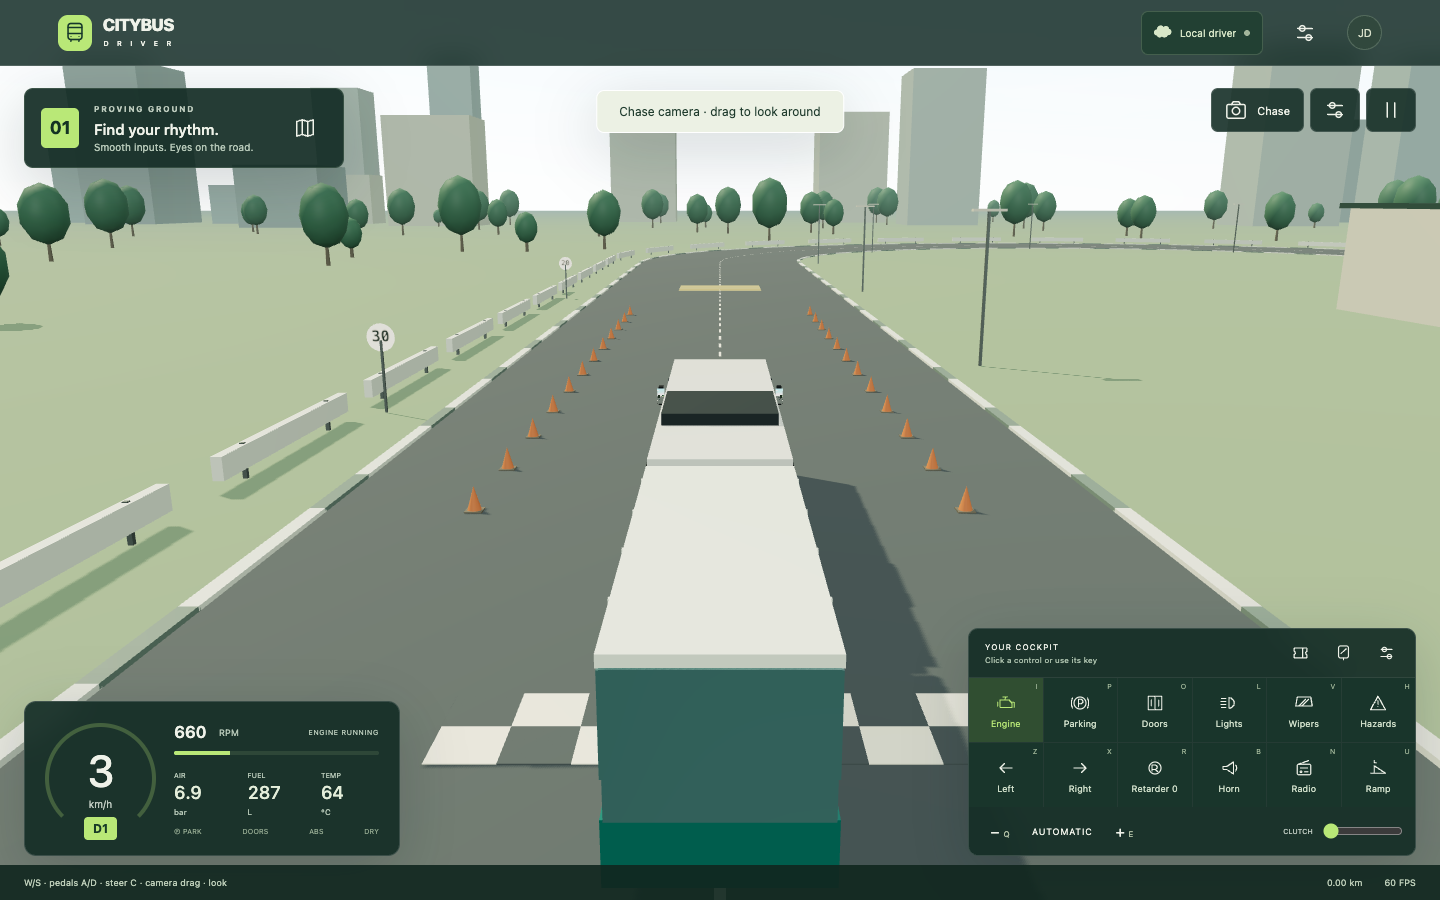 CITYBUS
DRIVER
Local driver
JD
01
PROVING GROUND
Find your rhythm.
Smooth inputs. Eyes on the road.
Chase camera · drag to look around
Chase
20
30
YOUR COCKPIT
Click a control or use its key
I
Engine
P
Parking
O
Doors
L
Lights
V
Wipers
H
Hazards
Z
Left
X
Right
R
Retarder 0
B
Horn
N
Radio
U
Ramp
− Q
AUTOMATIC
+ E
CLUTCH
3
km/h
D1
660 RPM
ENGINE RUNNING
AIR
6.9
bar
FUEL
287
L
TEMP
64
°C
Ⓟ PARK
DOORS
ABS
DRY
W/S · pedals A/D · steer C · camera drag · look
0.00 km
60 FPS